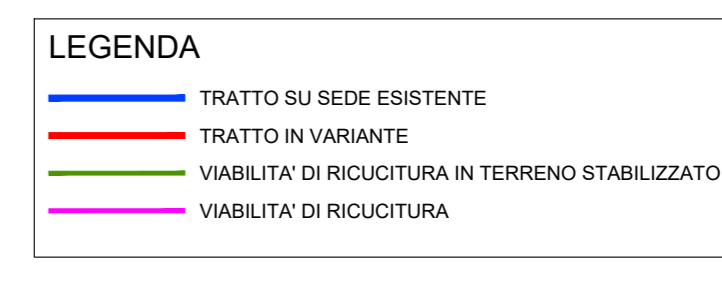 LEGENDA
TRATTO SU SEDE ESISTENTE
TRATTO IN VARIANTE
VIABILITA' DI RICUCITURA IN TERRENO STABILIZZATO
VIABILITA' DI RICUCITURA